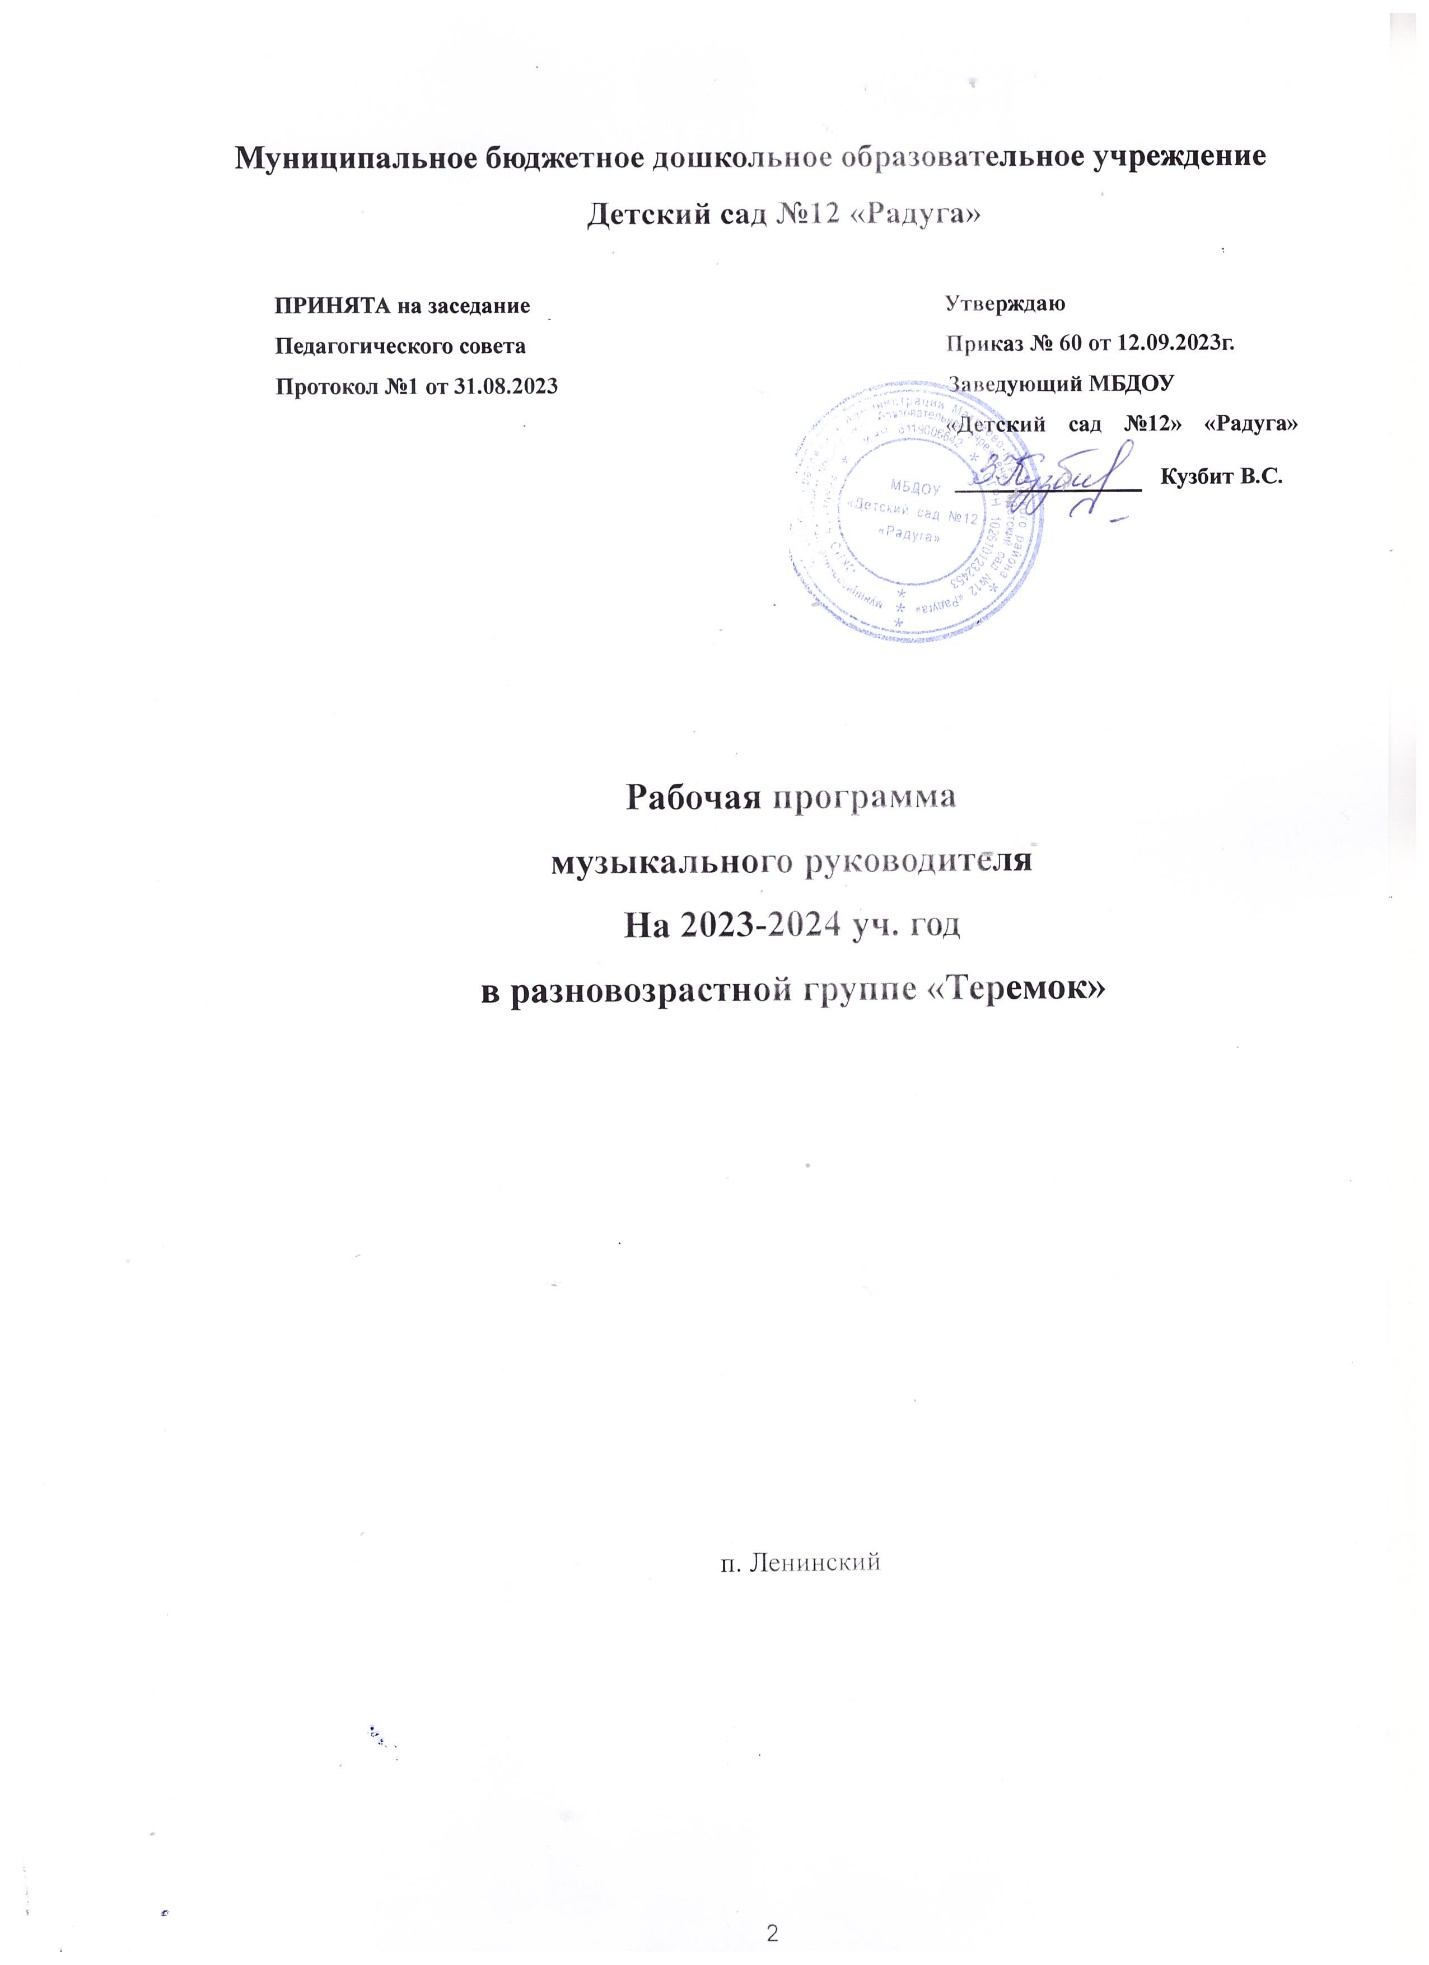 Муниципальное бюджетное дошкольное образовательное учреждение
Детский сад №12 «Радуга»
ПРИНЯТА на заседание
Педагогического совета
Протокол №1 от 31.08.2023
Утверждаю
Приказ № 60 от 12.09.2023г.
Заведующий МБДОУ
«Детский сад №12» «Радуга»
Кузбит В.С.
МБДОУ
«Детский сад №12
«Радуга»
Рабочая программа
музыкального руководителя
На 2023-2024 уч. год
в разновозрастной группе «Теремок»
п. Ленинский
2